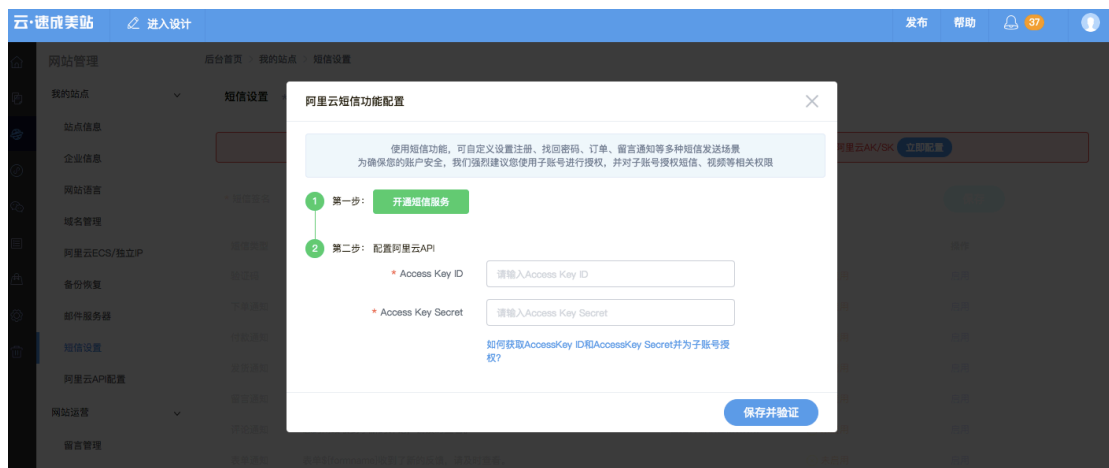 云·速成美站
进入设计
发布
帮助
37
网站管理
后台首页 / 我的站点 / 短信设置
我的站点
短信设置
站点信息
企业信息
网站语言
域名管理
阿里云ECS/独立IP
备份恢复
邮件服务器
短信设置
阿里云API配置
网站运营
留言管理
阿里云短信功能配置
使用短信功能，可自定义设置注册、找回密码、订单、留言通知等多种短信发送场景
为确保您的账户安全，我们强烈建议您使用子账号进行授权，并对子账号授权短信、视频等相关权限
阿里云AK/SK 立即配置
1 第一步： 开通短信服务
2 第二步： 配置阿里云API
* Access Key ID 请输入Access Key ID
* Access Key Secret 请输入Access Key Secret
如何获取AccessKey ID和AccessKey Secret并为子账号授
权？
保存并验证